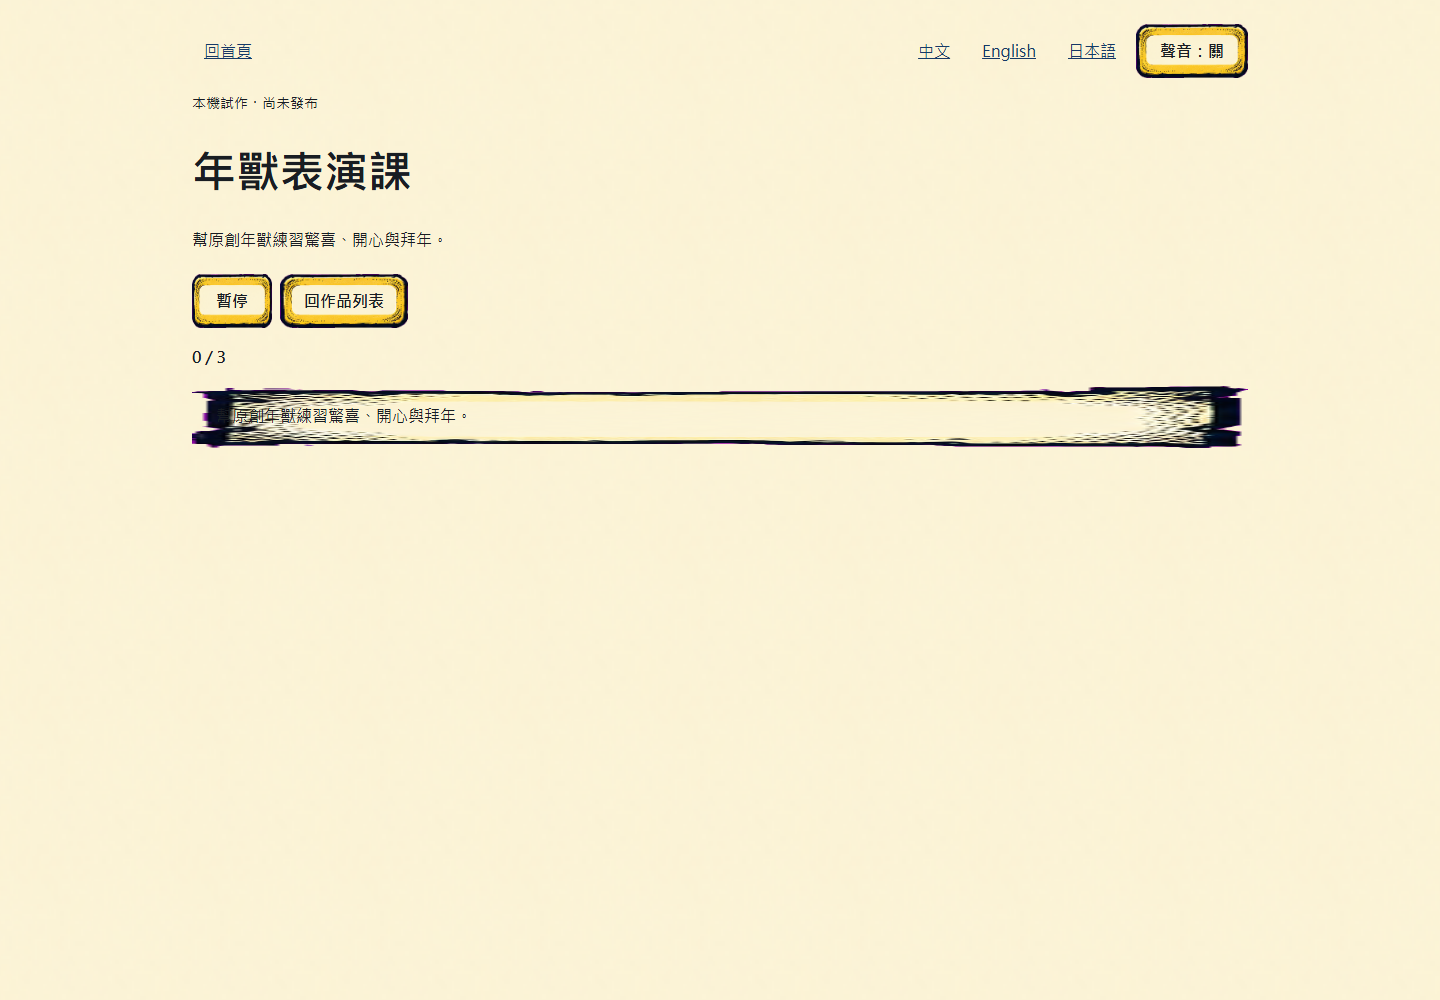 回首頁
中文 English 日本語 聲音：關
本機試作・尚未發布
年獸表演課
幫原創年獸練習驚喜、開心與拜年。
暫停 回作品列表
0 / 3
幫原創年獸練習驚喜、開心與拜年。